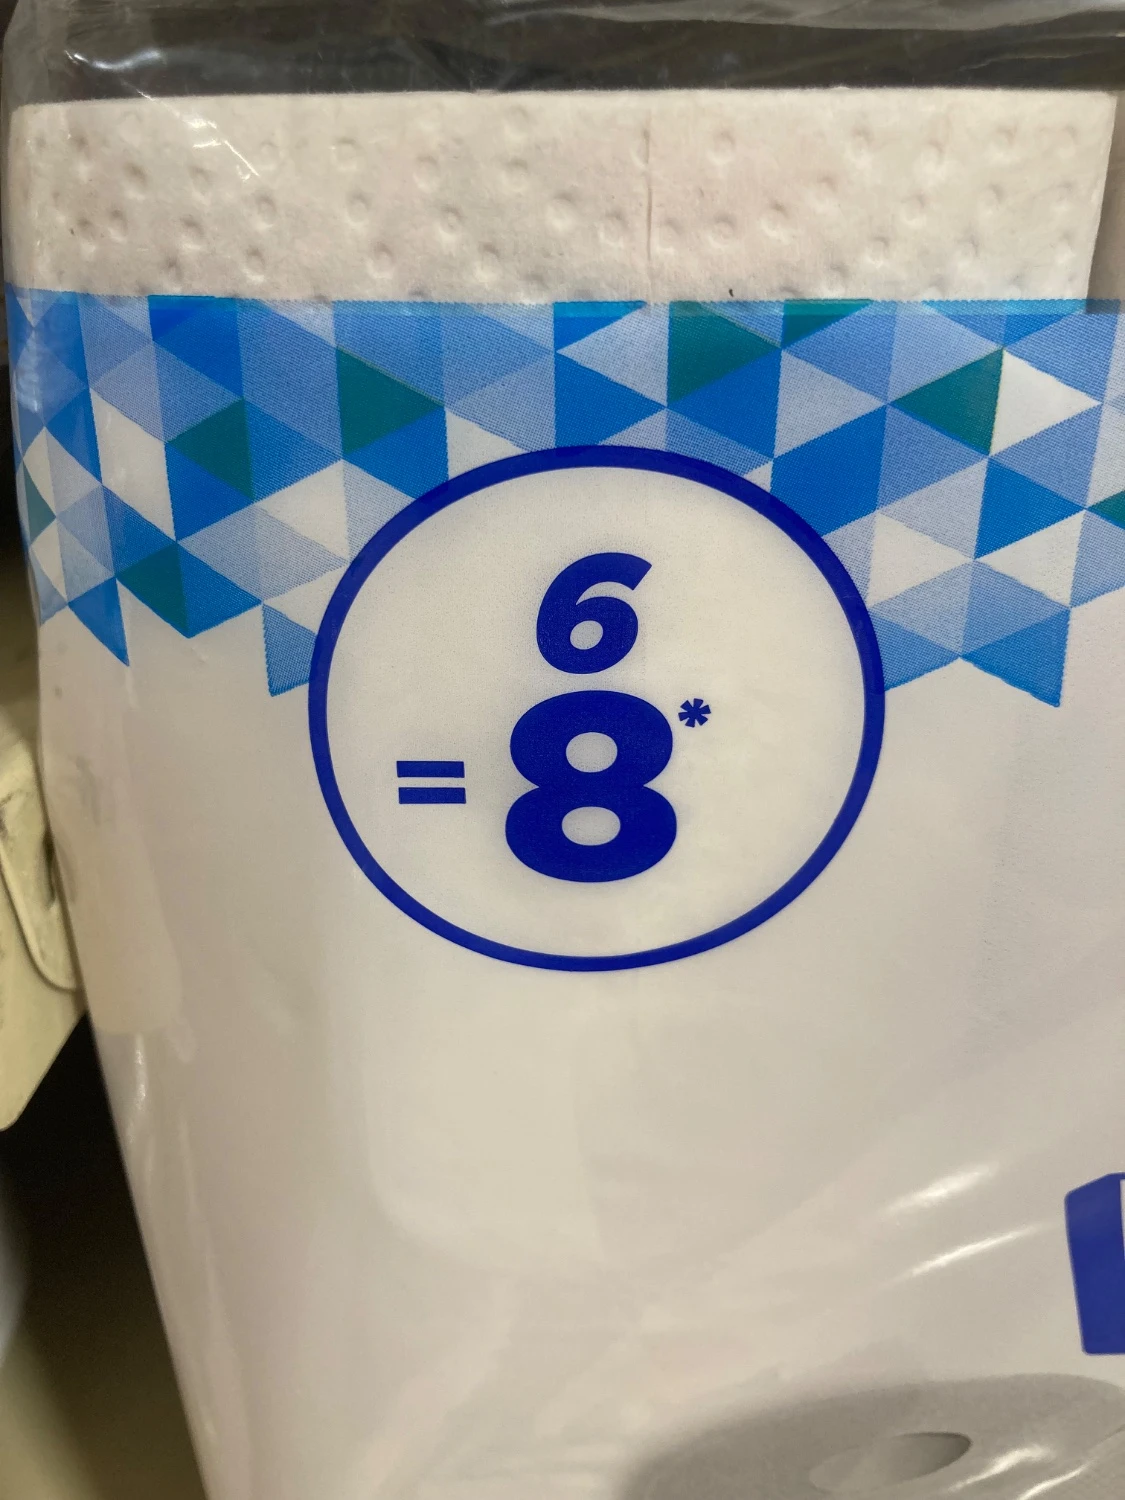 6
= 8*